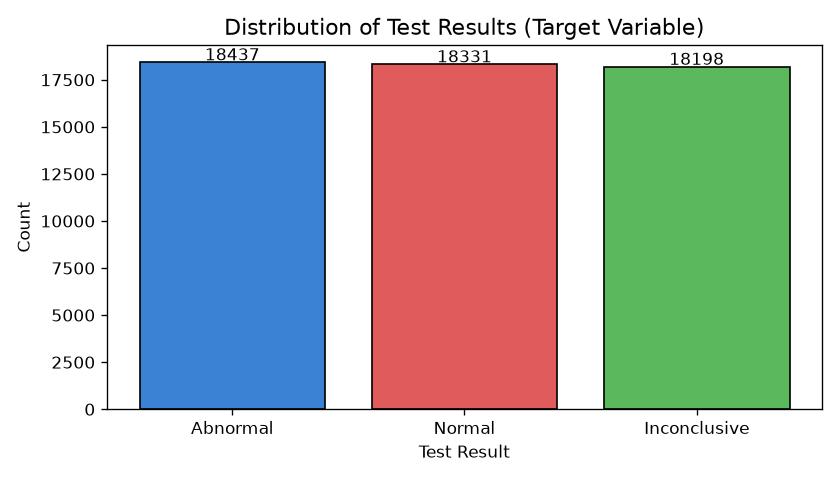 Distribution of Test Results (Target Variable)
18437
18331
18198
17500
15000
12500
10000
7500
5000
2500
0
Count
Abnormal
Normal
Inconclusive
Test Result